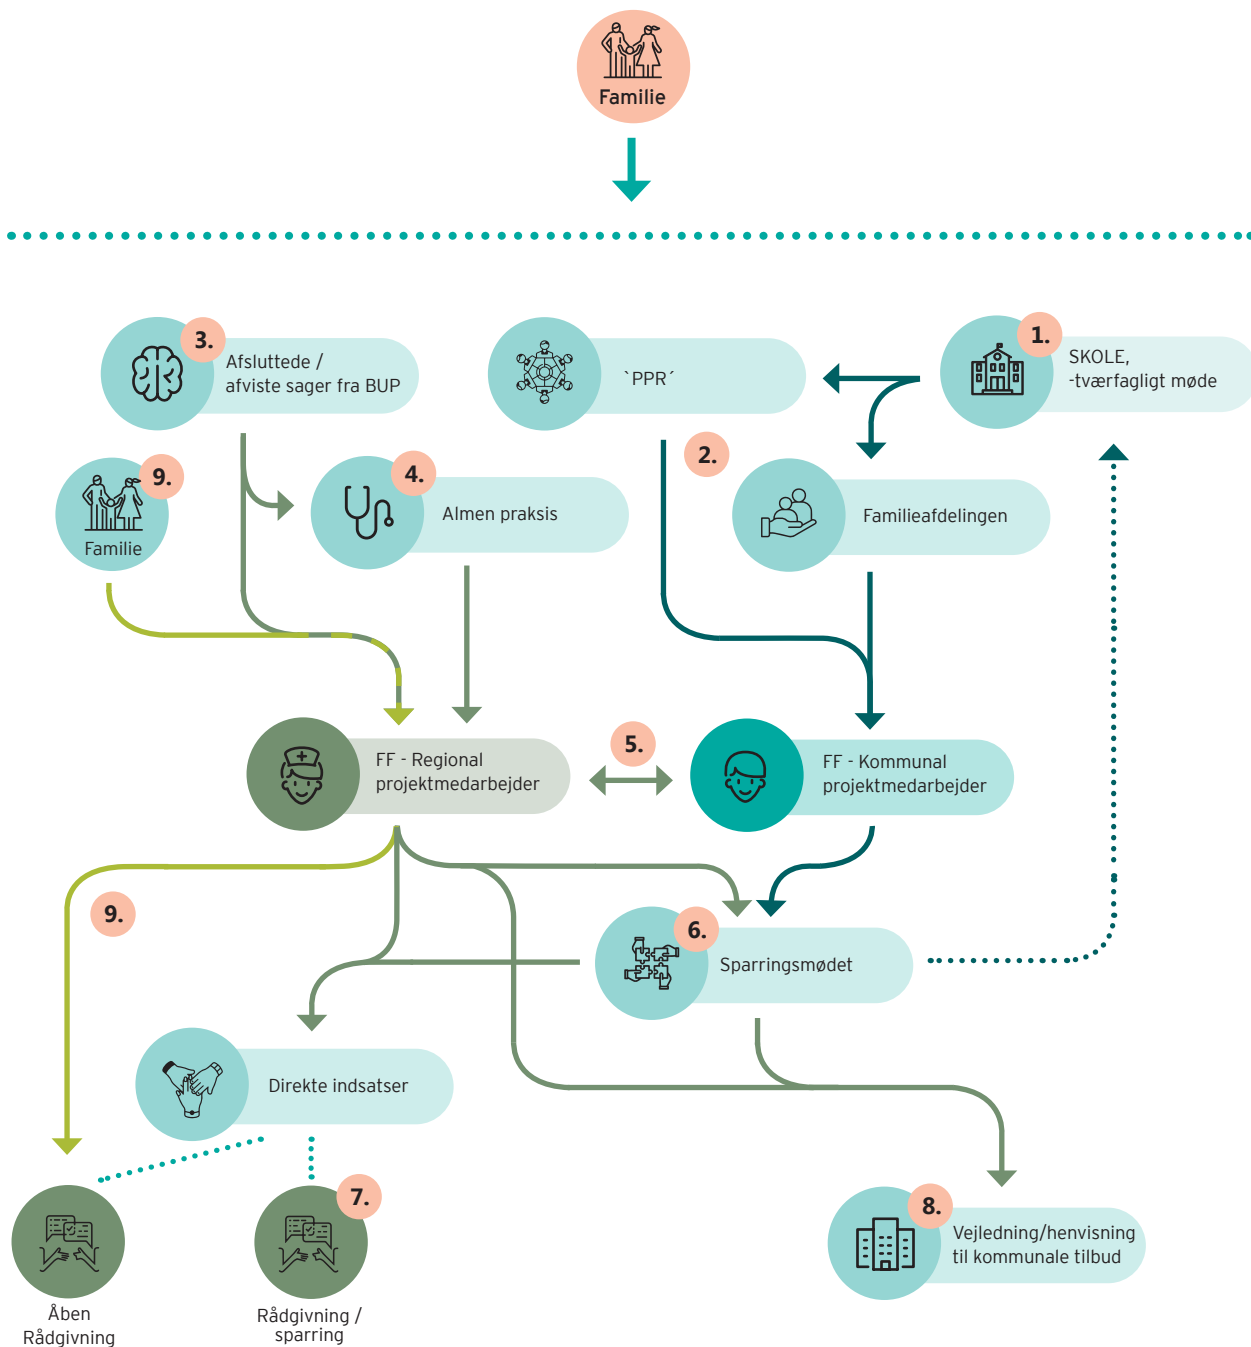 Familie
3.
Afsluttede /
afviste sager fra BUP
`PPR´
1.
SKOLE,
-tværfagligt møde
9.
Familie
4.
Almen praksis
2.
Familieafdelingen
FF - Regional
projektmedarbejder
5.
FF - Kommunal
projektmedarbejder
9.
6.
Sparringsmødet
Direkte indsatser
7.
8.
Vejledning/henvisning
til kommunale tilbud
Åben
Rådgivning
Rådgivning /
sparring